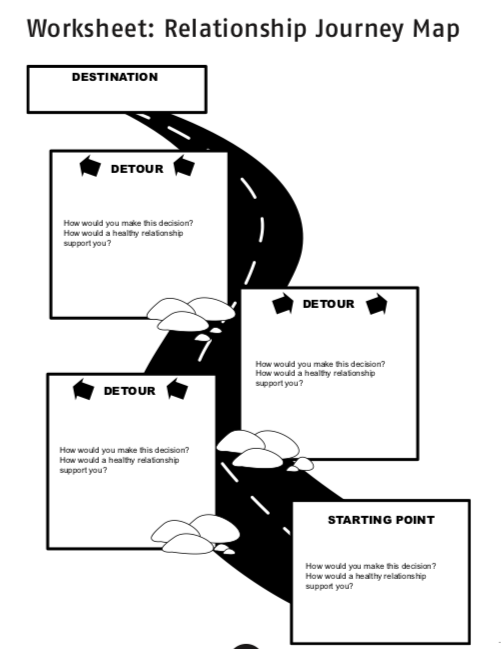 Worksheet: Relationship Journey Map
DESTINATION
DETOUR
How would you make this decision?
How would a healthy relationship
support you?
DETOUR
How would you make this decision?
How would a healthy relationship
support you?
DETOUR
How would you make this decision?
How would a healthy relationship
support you?
STARTING POINT
How would you make this decision?
How would a healthy relationship
support you?